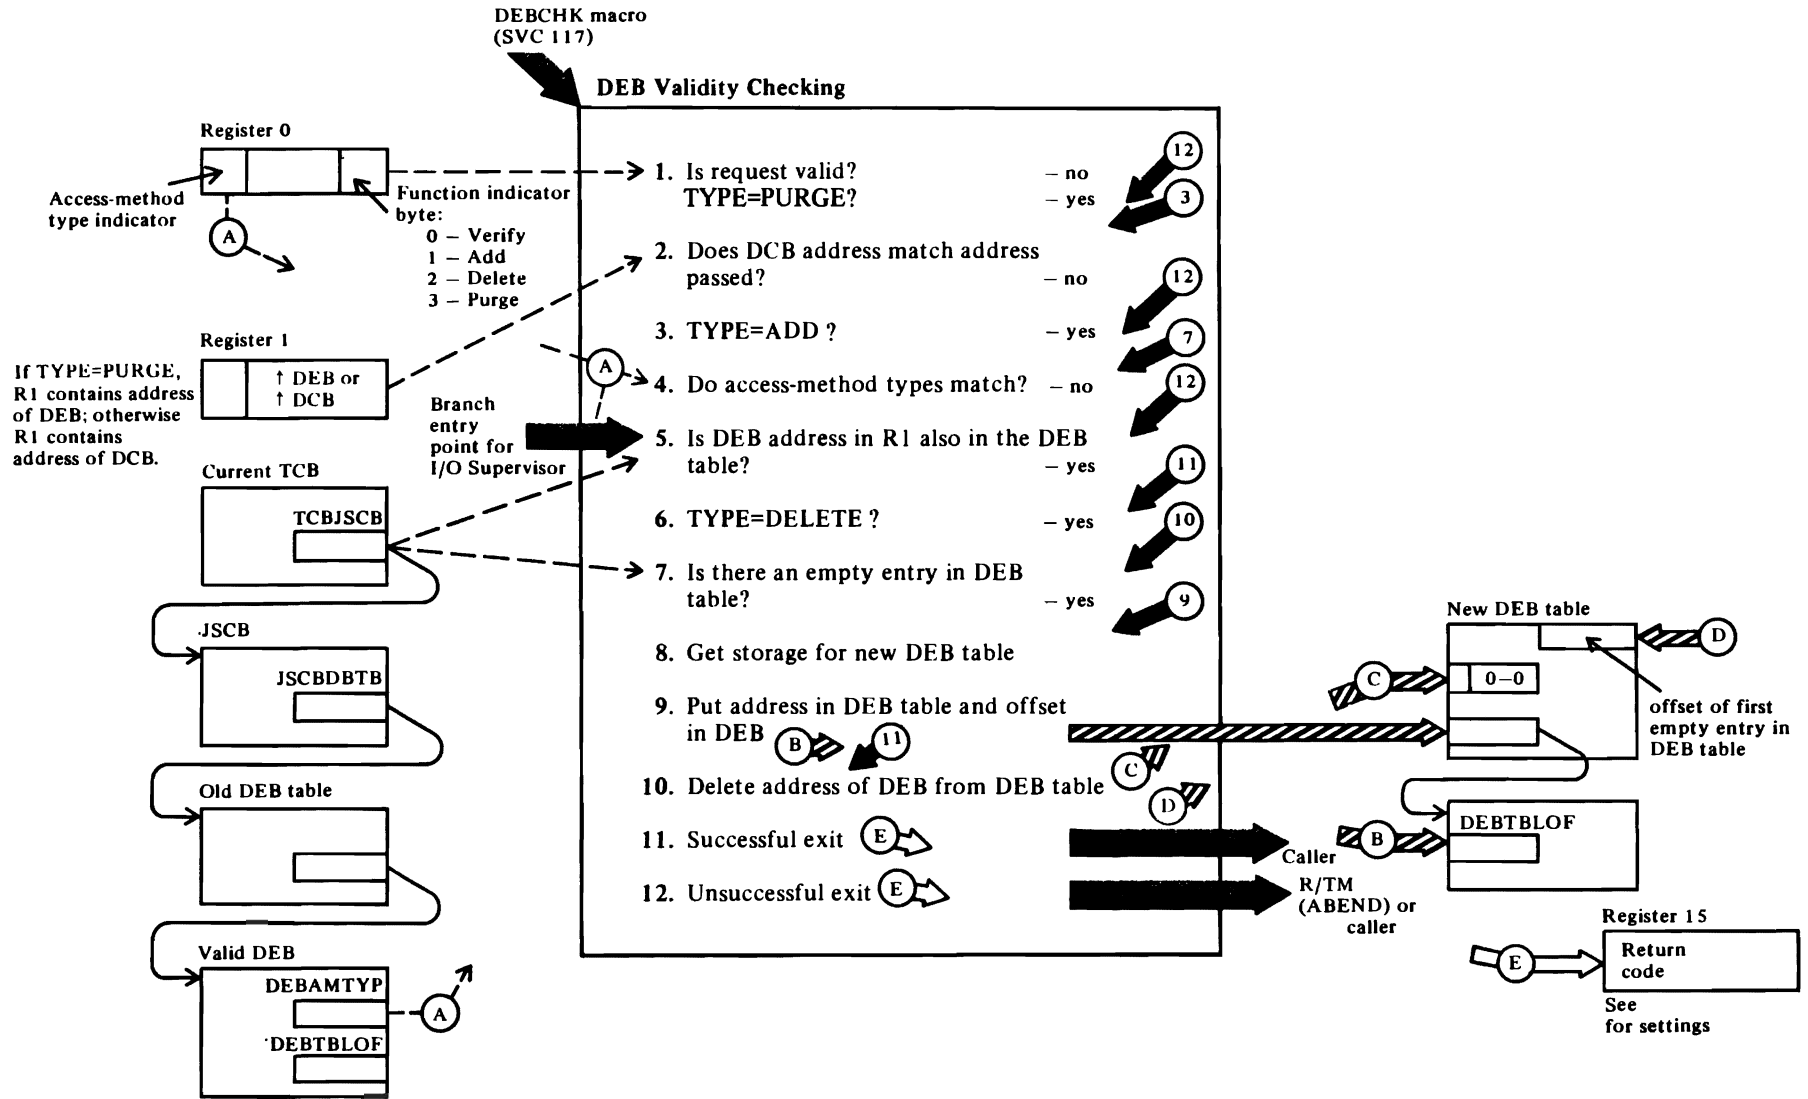 DEBCHK macro
(SVC 117)
DEB Validity Checking
Register 0
Access-method
type indicator
A
Function indicator
byte:
0 – Verify
1 – Add
2 – Delete
3 – Purge
Register 1
↑ DEB or
↑ DCB
If TYPE=PURGE,
R1 contains address
of DEB; otherwise
R1 contains
address of DCB.
Branch
entry
point for
I/O Supervisor
A
Current TCB
TCBJSCB
JSCB
JSCBDBTB
Old DEB table
Valid DEB
DEBAMTYP
A
DEBTBLOF
1. Is request valid? – no 12
TYPE=PURGE? – yes 3
2. Does DCB address match address
passed? – no 12
3. TYPE=ADD ? – yes 7
4. Do access-method types match? – no 12
5. Is DEB address in R1 also in the DEB
table? – yes 11
6. TYPE=DELETE ? – yes 10
7. Is there an empty entry in DEB
table? – yes 9
8. Get storage for new DEB table
9. Put address in DEB table and offset
in DEB B 11
C
10. Delete address of DEB from DEB table
D
11. Successful exit E
Caller
12. Unsuccessful exit E
R/TM
(ABEND) or
caller
New DEB table
D
C
0–0
offset of first
empty entry in
DEB table
DEBTBLOF
B
Register 15
E
Return
code
See
for settings